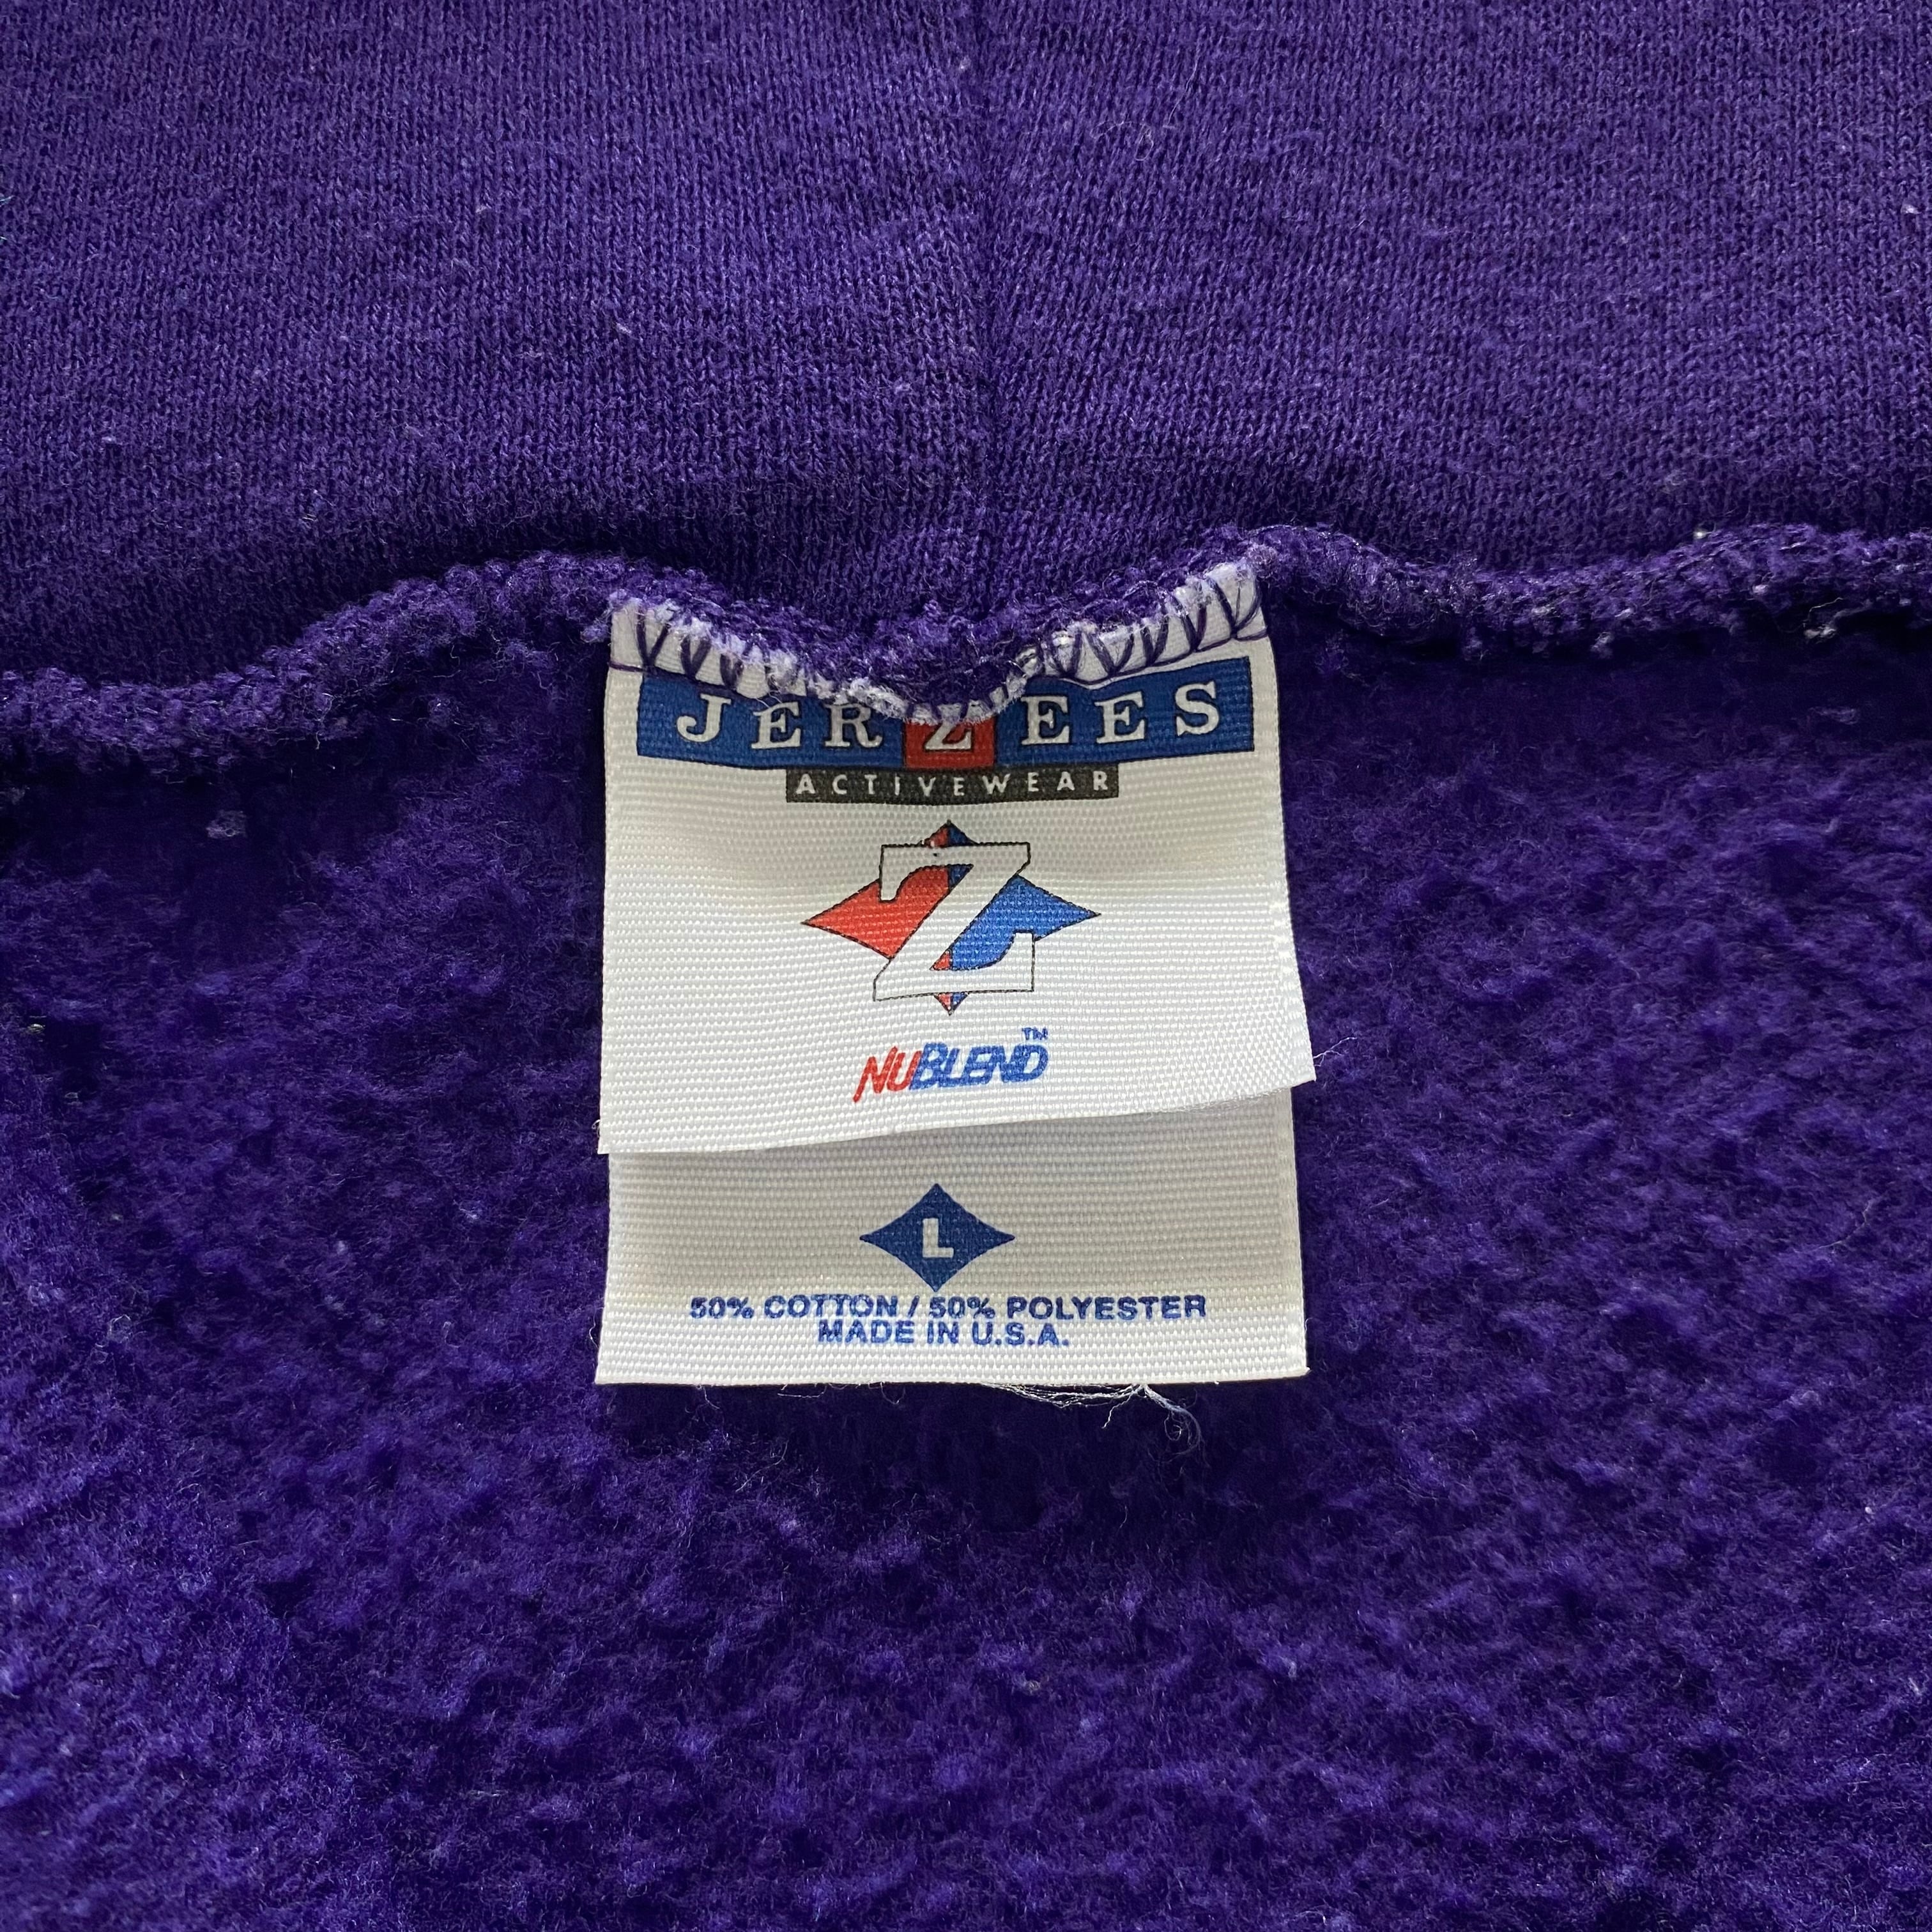 JERZEES
ACTIVEWEAR
Z
NUBLEND™
L
50% COTTON / 50% POLYESTER
MADE IN U.S.A.